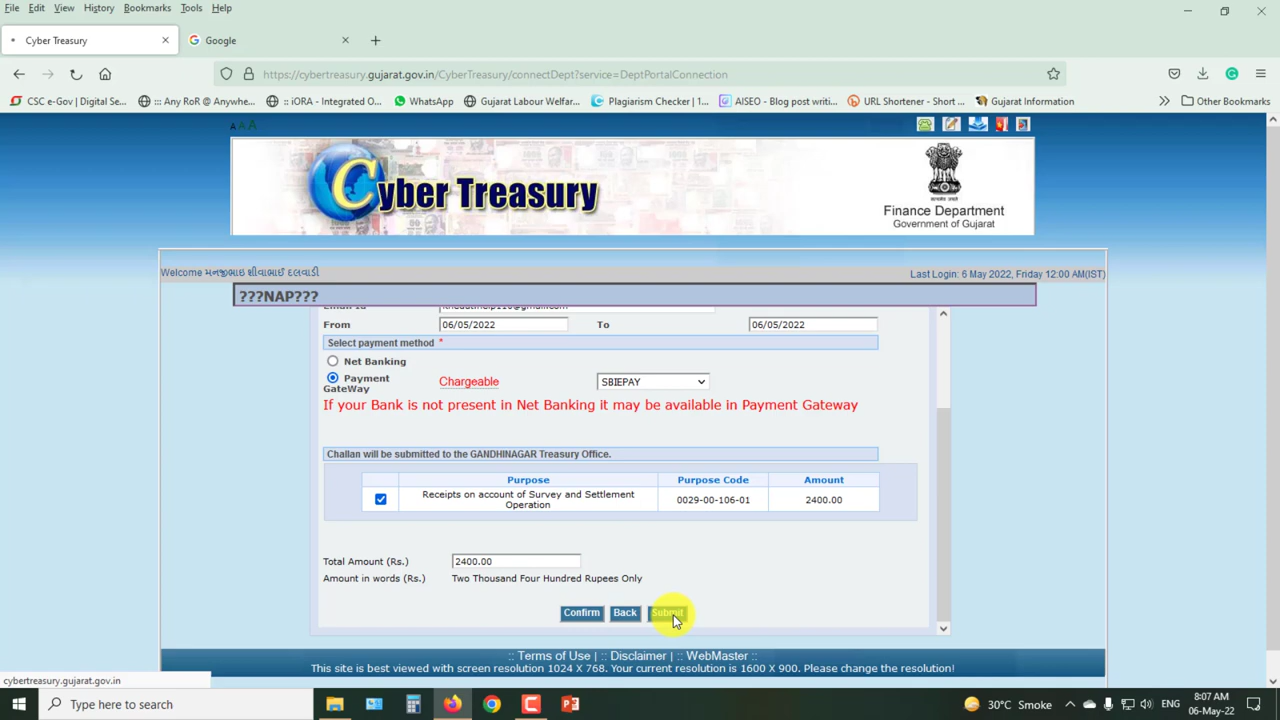 File Edit View History Bookmarks Tools Help
Cyber Treasury
Google
https://cybertreasury.gujarat.gov.in/CyberTreasury/connectDept?service=DeptPortalConnection
CSC e-Gov | Digital Se... ::: Any RoR @ Anywhe... :: iORA - Integrated O... WhatsApp Gujarat Labour Welfar... Plagiarism Checker | 1... AISEO - Blog post writi... URL Shortener - Short ... Gujarat Information Other Bookmarks
A A A
Cyber Treasury
Finance Department
Government of Gujarat
Welcome મનજીભાઇ શીવાભાઈ દલવાડી
Last Login: 6 May 2022, Friday 12:00 AM(IST)
???NAP???
From 06/05/2022 To 06/05/2022
Select payment method *
Net Banking
Payment GateWay Chargeable SBIEPAY
If your Bank is not present in Net Banking it may be available in Payment Gateway
Challan will be submitted to the GANDHINAGAR Treasury Office.
Purpose Purpose Code Amount
Receipts on account of Survey and Settlement Operation 0029-00-106-01 2400.00
Total Amount (Rs.) 2400.00
Amount in words (Rs.) Two Thousand Four Hundred Rupees Only
Confirm Back Submit
:: Terms of Use | :: Disclaimer | :: WebMaster ::
This site is best viewed with screen resolution 1024 X 768. Your current resolution is 1600 X 900. Please change the resolution!
cybertreasury.gujarat.gov.in
Type here to search
30°C Smoke
ENG
8:07 AM
06-May-22